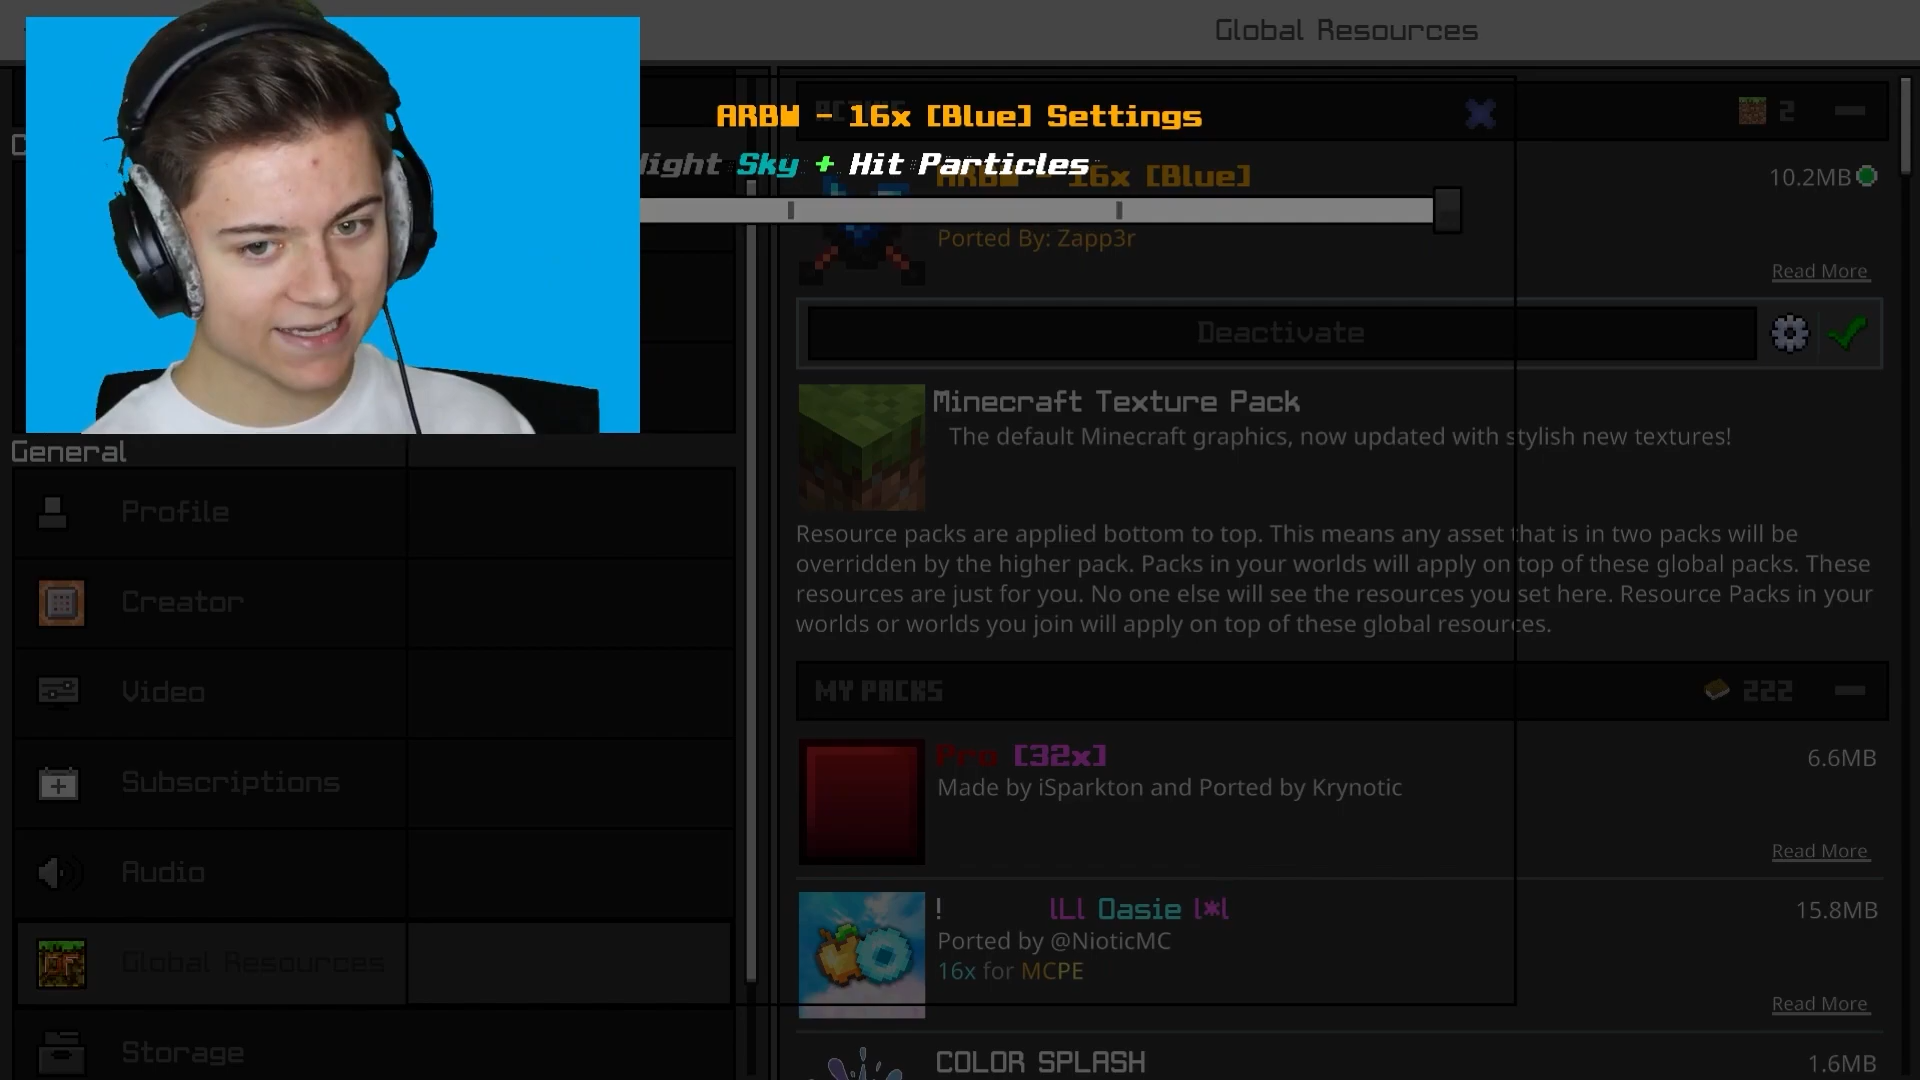 Global Resources
ARBW - 16x [Blue] Settings
2
Sky + Hit Particles
ARBW - 16x [Blue]
10.2MB
Ported By: Zapp3r
Read More
Deactivate
Minecraft Texture Pack
The default Minecraft graphics, now updated with stylish new textures!
General
Profile
Creator
Video
Subscriptions
Audio
Global Resources
Storage
Resource packs are applied bottom to top. This means any asset that is in two packs will be
overridden by the higher pack. Packs in your worlds will apply on top of these global packs. These
resources are just for you. No one else will see the resources you set here. Resource Packs in your
worlds or worlds you join will apply on top of these global resources.
MY PACKS
222
Pro [32x]
6.6MB
Made by iSparkton and Ported by Krynotic
Read More
! lLl Oasie l*l
15.8MB
Ported by @NioticMC
16x for MCPE
Read More
COLOR SPLASH
1.6MB